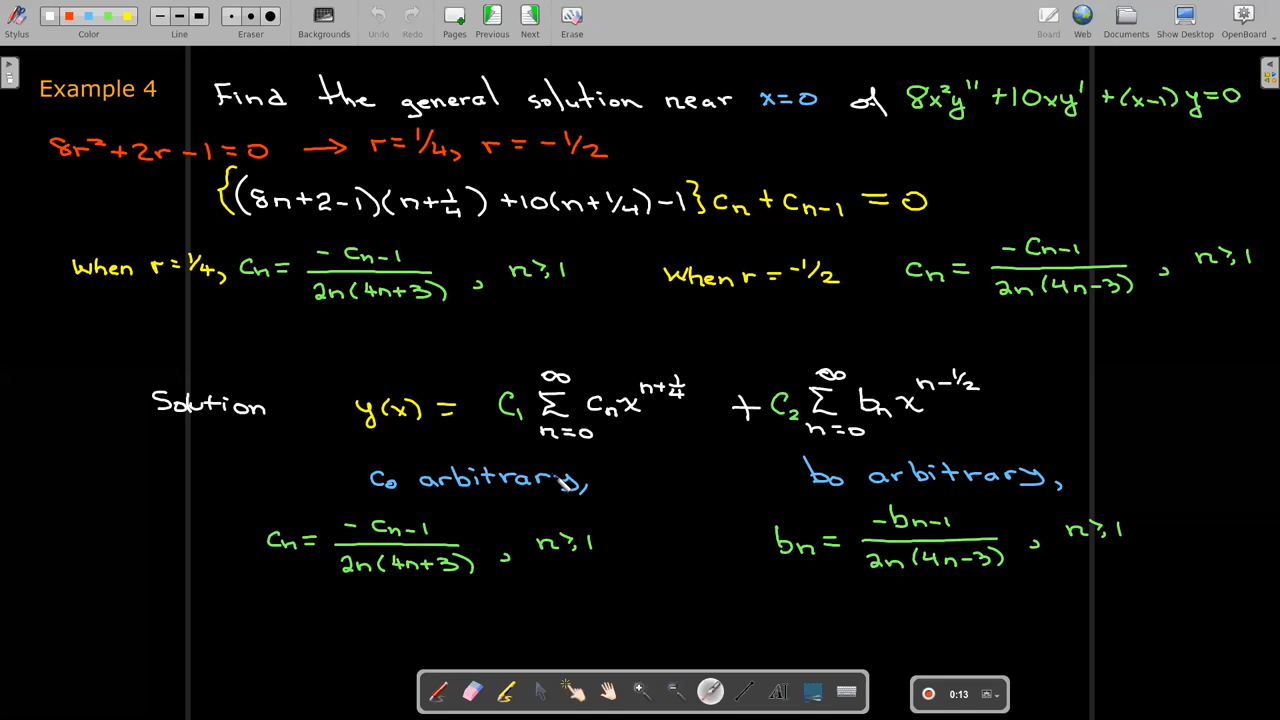 Stylus Color Line Eraser Backgrounds Undo Redo Pages Previous Next Erase Board Web Documents Show Desktop OpenBoard
Example 4 Find the general solution near x=0 of 8x²y'' +10xy' +(x-1)y=0
8r²+2r-1=0 → r=1/4, r=-1/2
{(8n+2-1)(n+1/4)+10(n+1/4)-1}cₙ+cₙ₋₁ = 0
When r=1/4, cₙ= -cₙ₋₁/2n(4n+3), n≥1 When r=-1/2 cₙ= -cₙ₋₁/2n(4n-3), n≥1
Solution y(x) = C₁ ∑ₙ₌₀^∞ cₙx^(n+1/4) + C₂ ∑ₙ₌₀^∞ bₙx^(n-1/2)
c₀ arbitrary, b₀ arbitrary,
cₙ= -cₙ₋₁/2n(4n+3), n≥1 bₙ= -bₙ₋₁/2n(4n-3), n≥1
AI
0:13